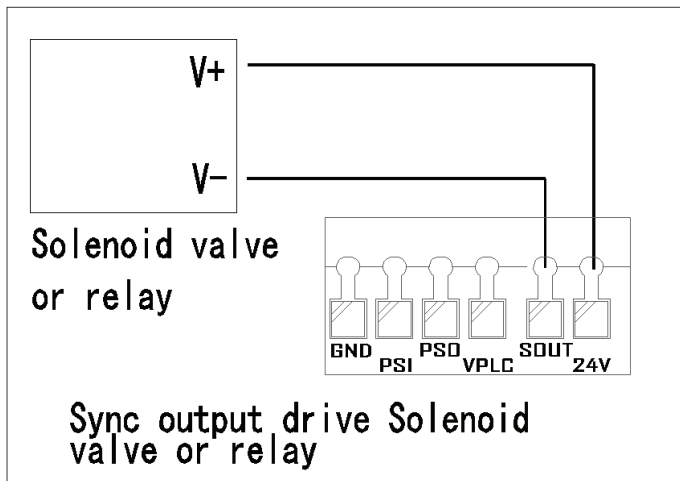 V+
V-
Solenoid valve
or relay
GND
PSI
PSO
VPLC
SOUT
24V
Sync output drive Solenoid
valve or relay